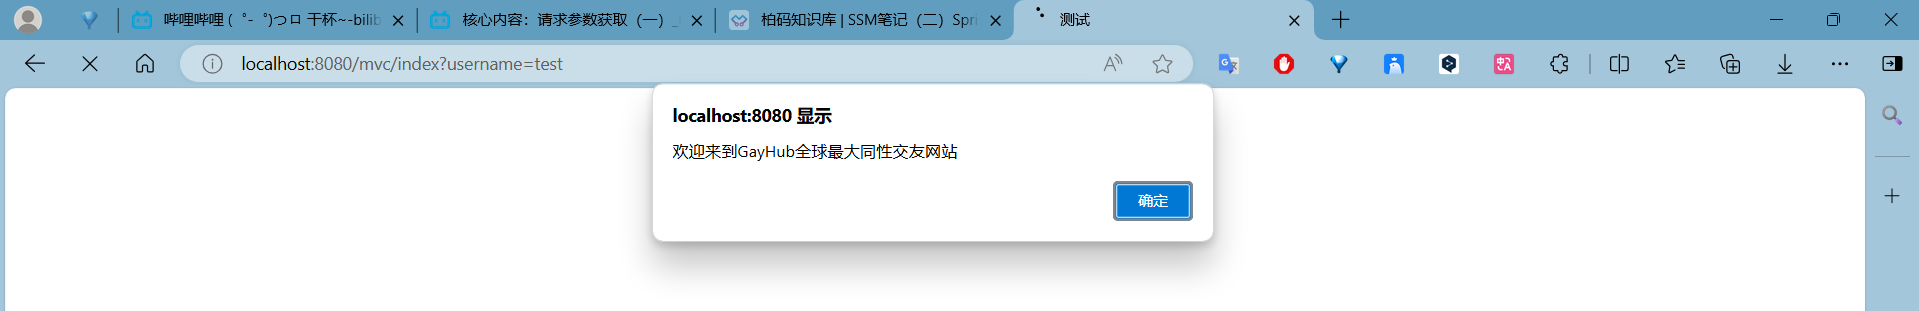 哔哩哔哩 (゜-゜)つロ 干杯~-bilib
核心内容：请求参数获取（一）_
柏码知识库 | SSM笔记（二）Spri
测试
localhost:8080/mvc/index?username=test
localhost:8080 显示
欢迎来到GayHub全球最大同性交友网站
确定